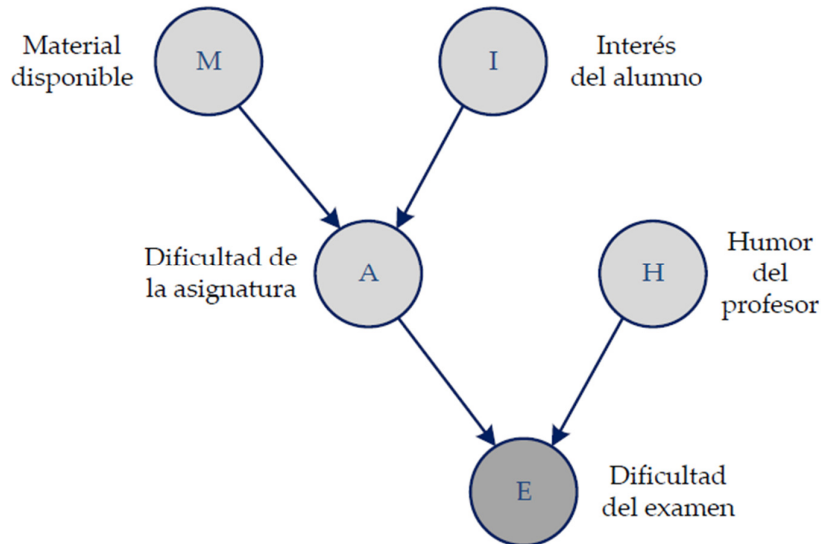 Material
disponible
M
I
Interés
del alumno
Dificultad de
la asignatura
A
H
Humor
del
profesor
E
Dificultad
del examen